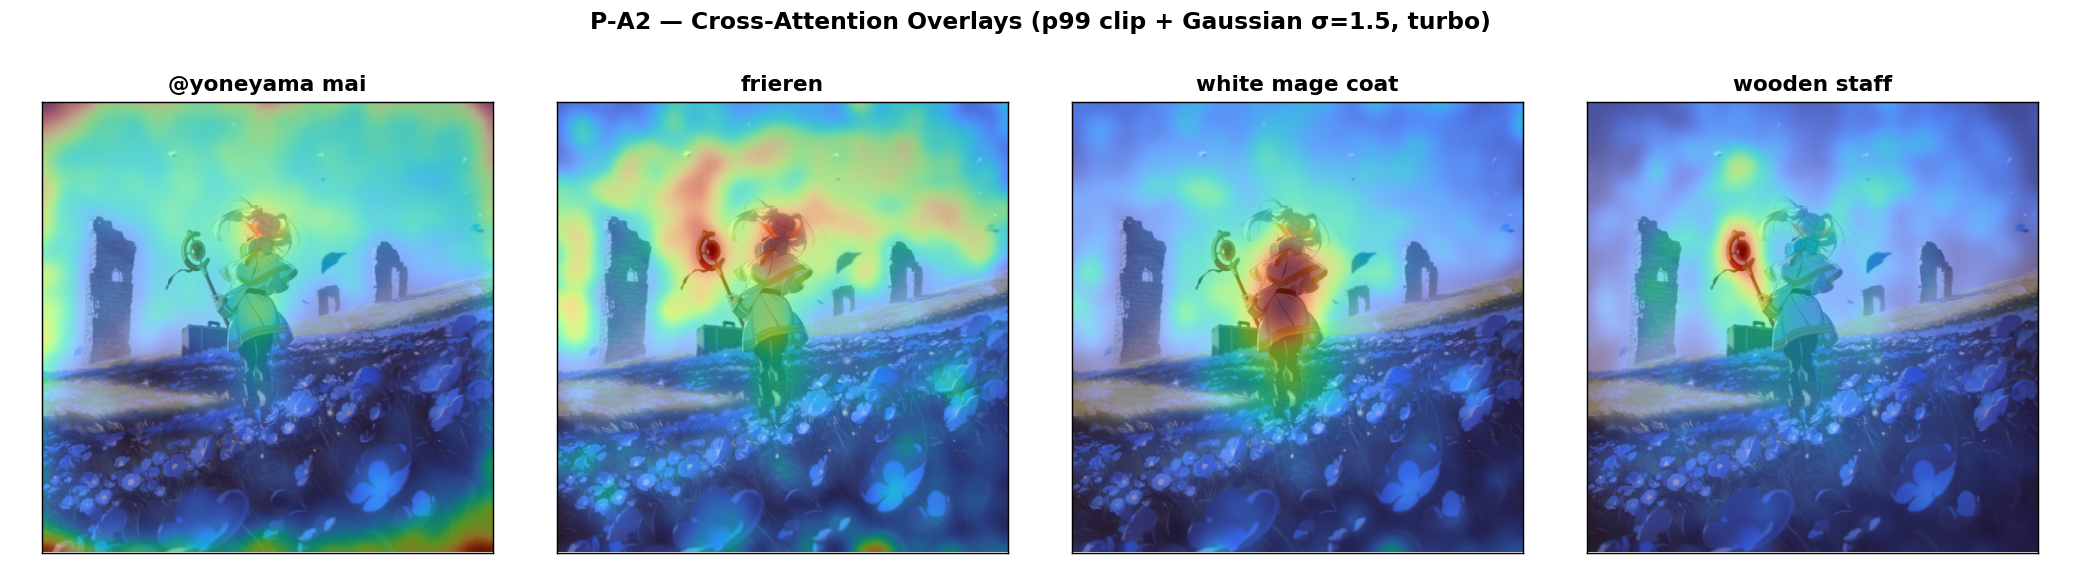 P-A2 — Cross-Attention Overlays (p99 clip + Gaussian σ=1.5, turbo)
@yoneyama mai
frieren
white mage coat
wooden staff